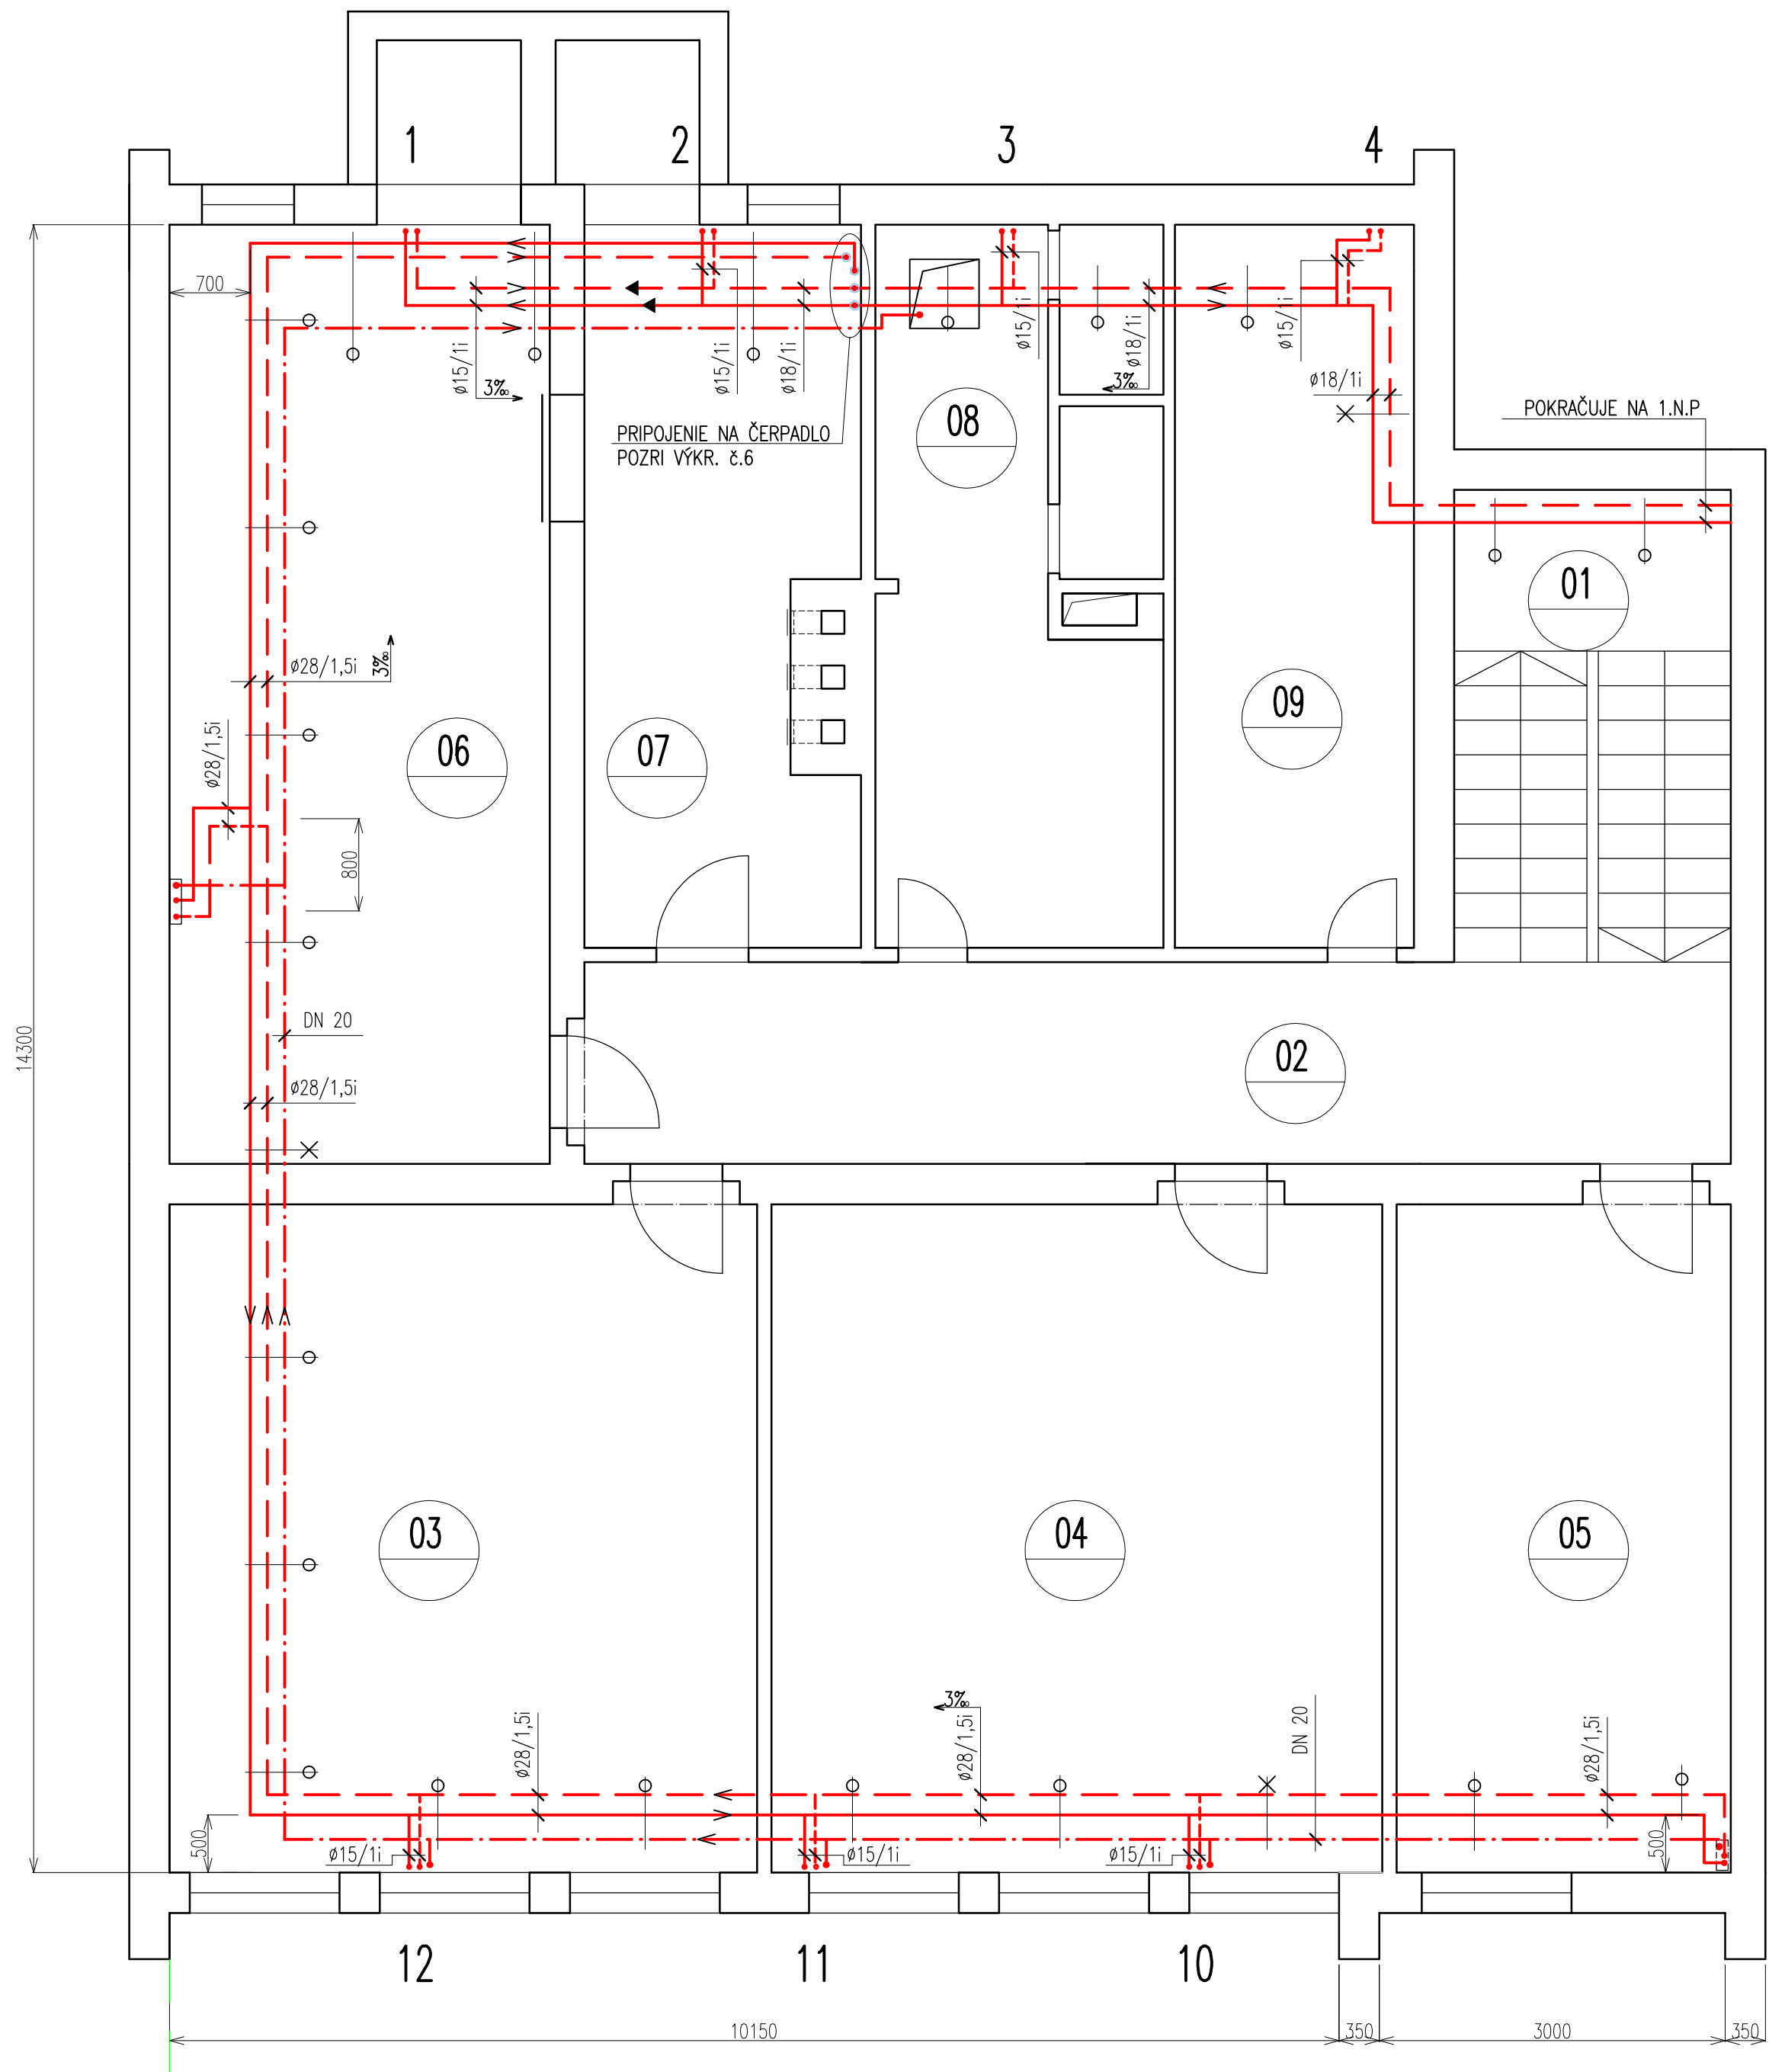 1
2
3
4
700
ø15/1i
3‰
ø15/1i
ø18/1i
ø15/1i
ø18/1i
3‰
ø15/1i
ø18/1i
PRIPOJENIE NA ČERPADLO
POZRI VÝKR. č.6
POKRAČUJE NA 1.N.P
08
01
ø28/1,5i
3‰
ø28/1,5i
06
07
09
800
DN 20
ø28/1,5i
02
14300
03
04
05
ø28/1,5i
3‰
ø28/1,5i
DN 20
ø28/1,5i
500
ø15/1i
ø15/1i
ø15/1i
500
12
11
10
10150
350
3000
350